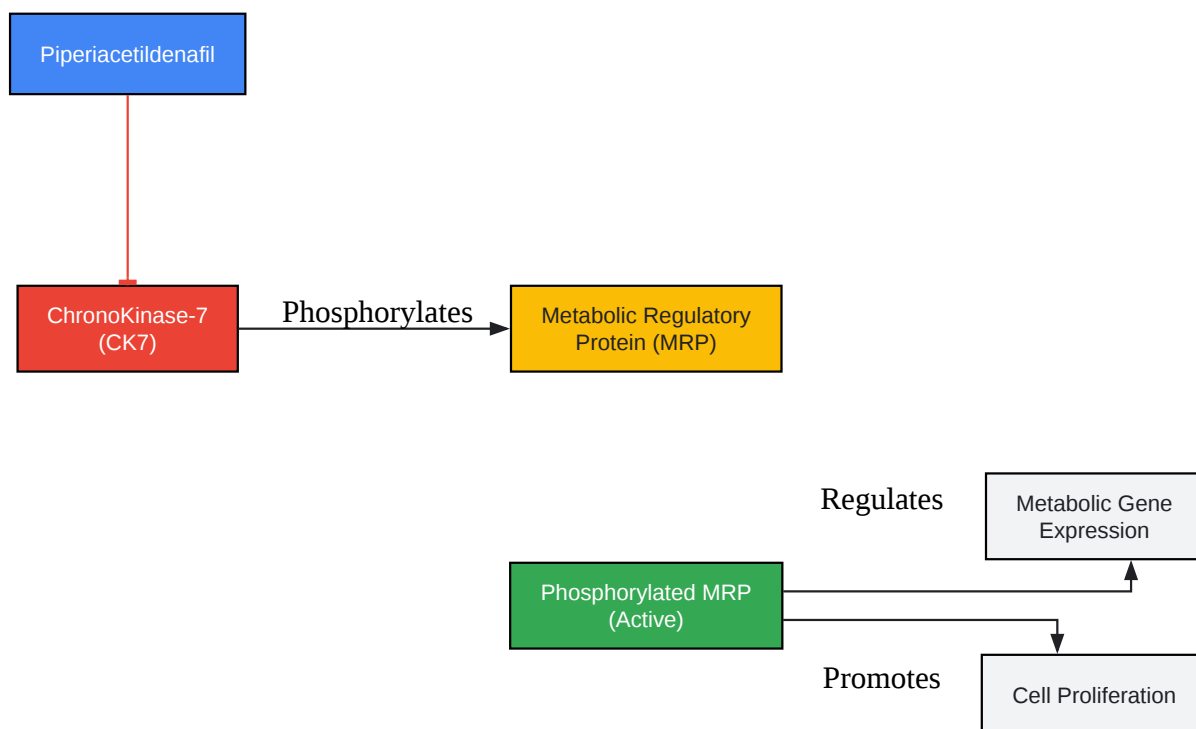 Piperiacetildenafil
ChronoKinase-7
(CK7)
Phosphorylates
Metabolic Regulatory
Protein (MRP)
Regulates
Metabolic Gene
Expression
Phosphorylated MRP
(Active)
Promotes
Cell Proliferation